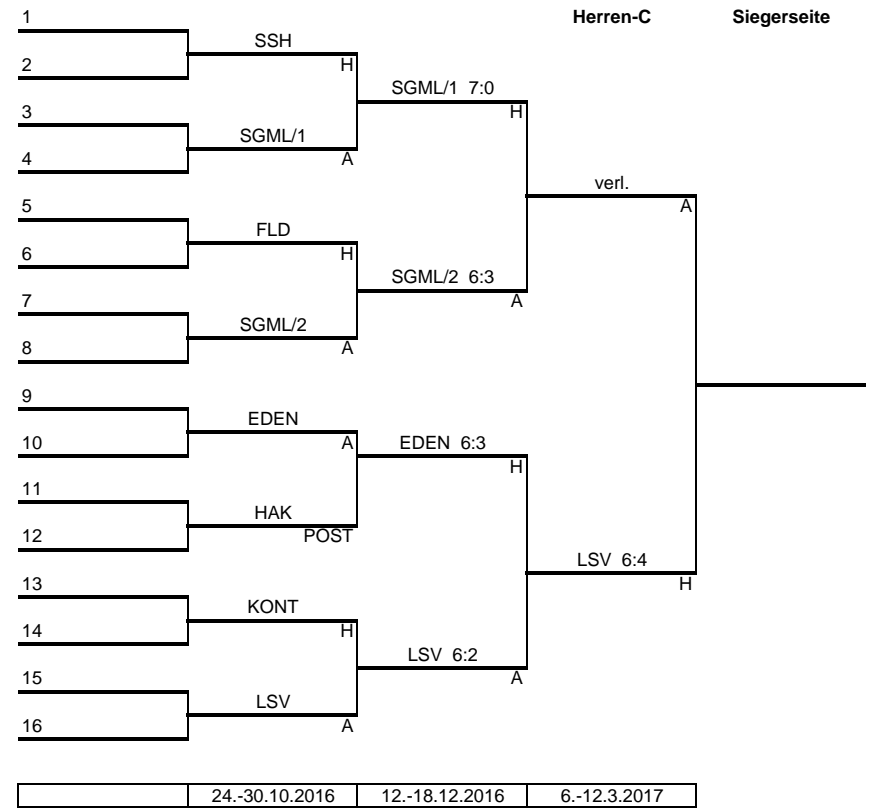 1 Herren-C Siegerseite
SSH
2 H
SGML/1 7:0
3 H
SGML/1
4 A
verl.
5 A
FLD
6 H
SGML/2 6:3
7 A
SGML/2
8 A
9
EDEN
10 A EDEN 6:3
H
11
HAK
12 POST
LSV 6:4
13 H
KONT
14 H
LSV 6:2
15 A
LSV
16 A
24.-30.10.2016 12.-18.12.2016 6.-12.3.2017